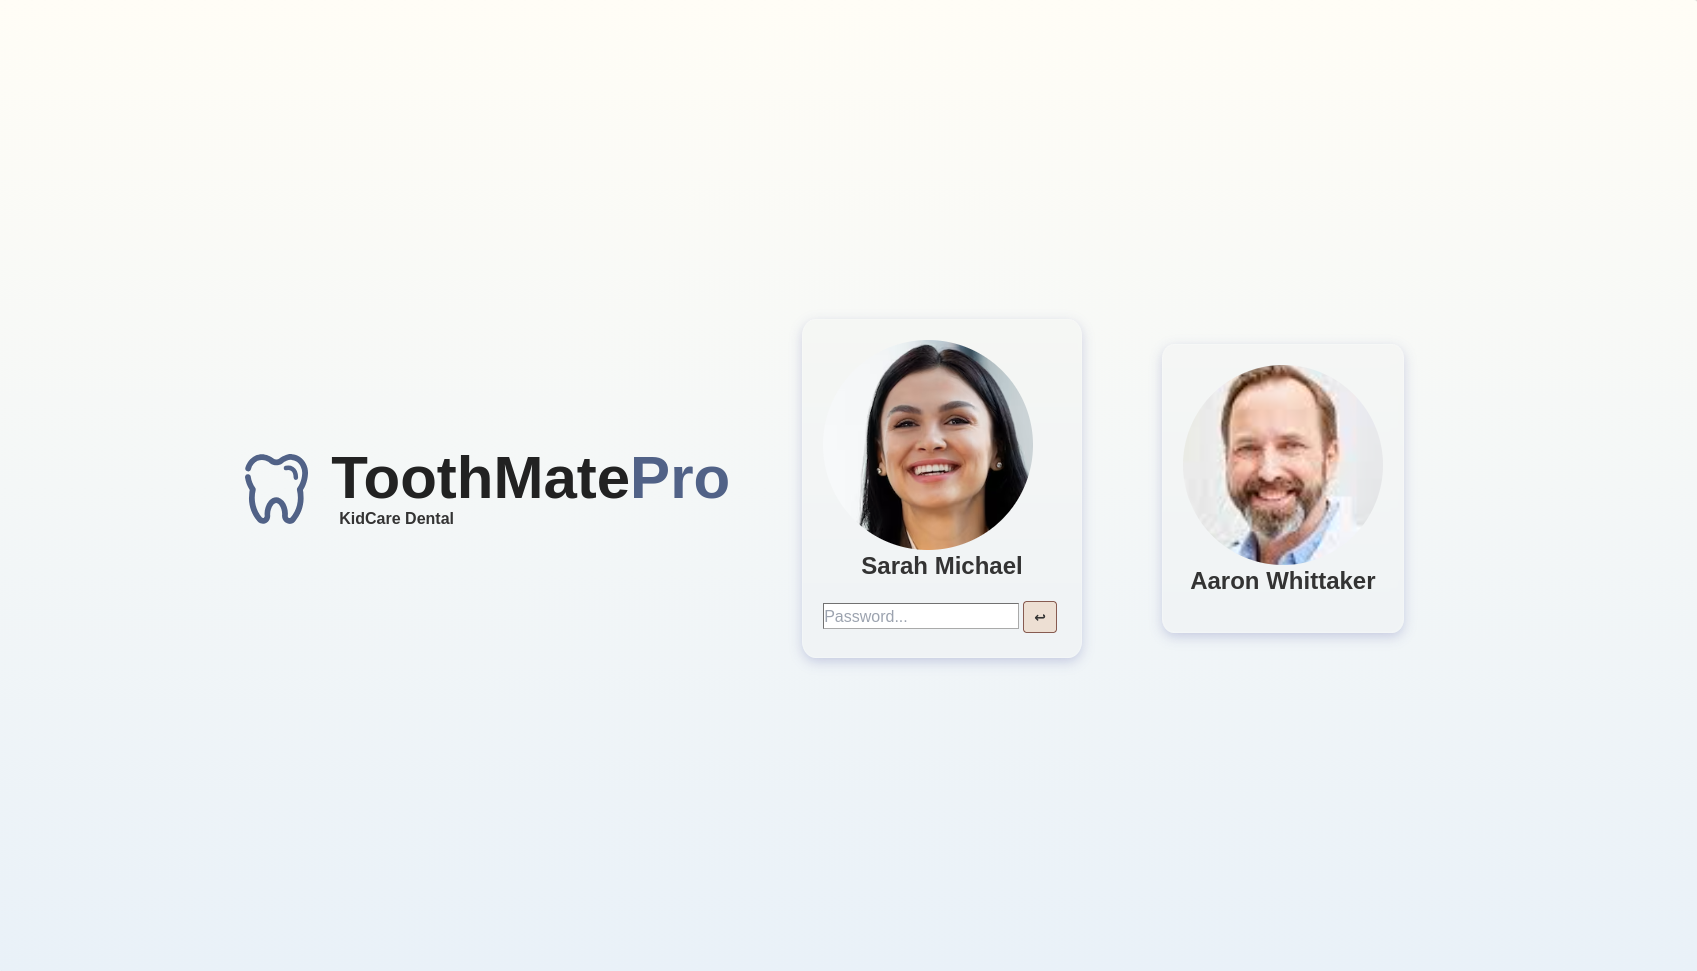 ToothMatePro
KidCare Dental
Sarah Michael
Password...
↩
Aaron Whittaker